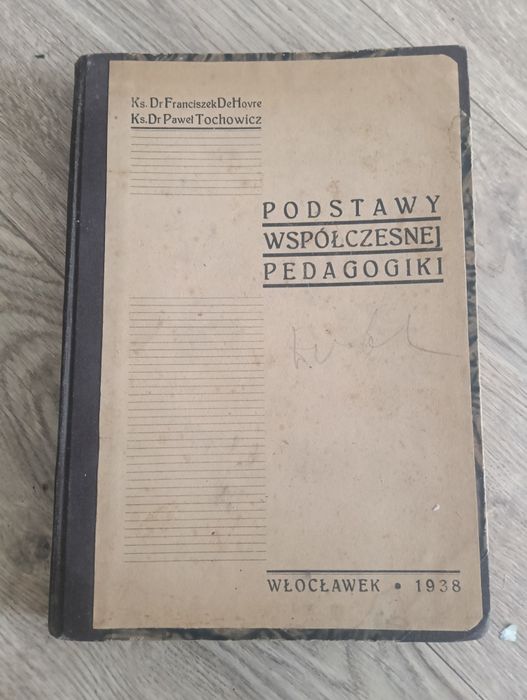 Ks. Dr Franciszek De Hovre
Ks. Dr Paweł Tochowicz
PODSTAWY
WSPÓŁCZESNEJ
PEDAGOGIKI
WŁOCŁAWEK • 1938